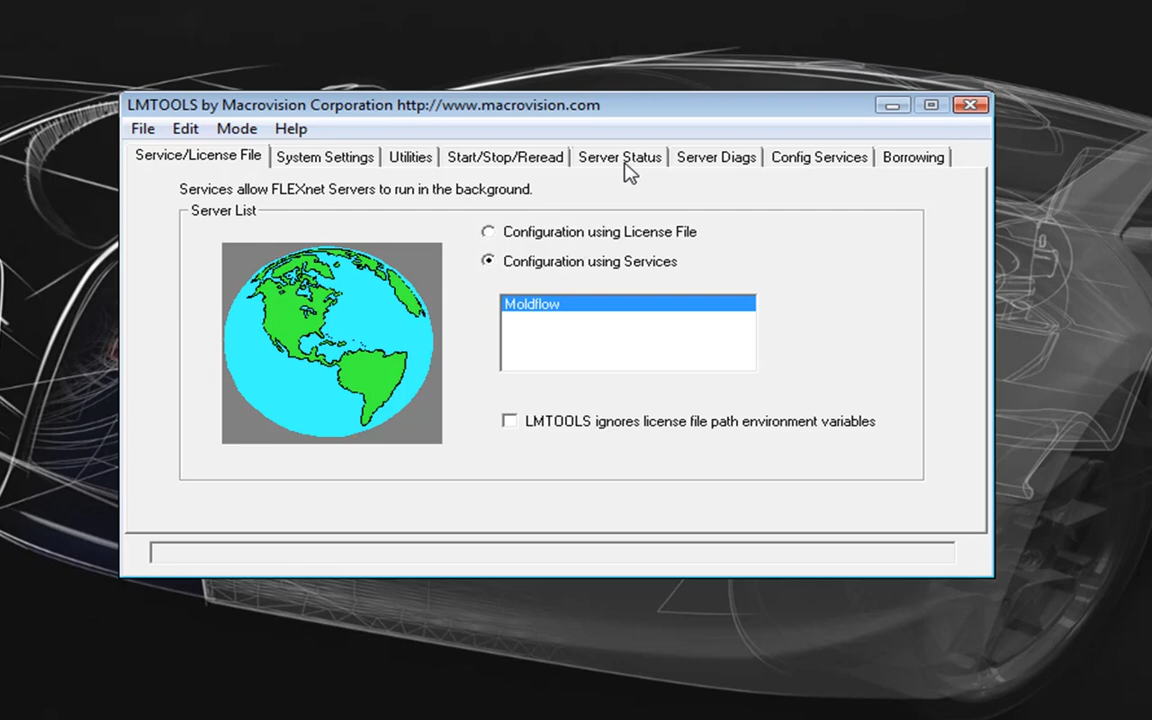 LMTOOLS by Macrovision Corporation http://www.macrovision.com
File Edit Mode Help
Service/License File System Settings Utilities Start/Stop/Reread Server Status Server Diags Config Services Borrowing
Services allow FLEXnet Servers to run in the background.
Server List
Configuration using License File
Configuration using Services
Moldflow
LMTOOLS ignores license file path environment variables